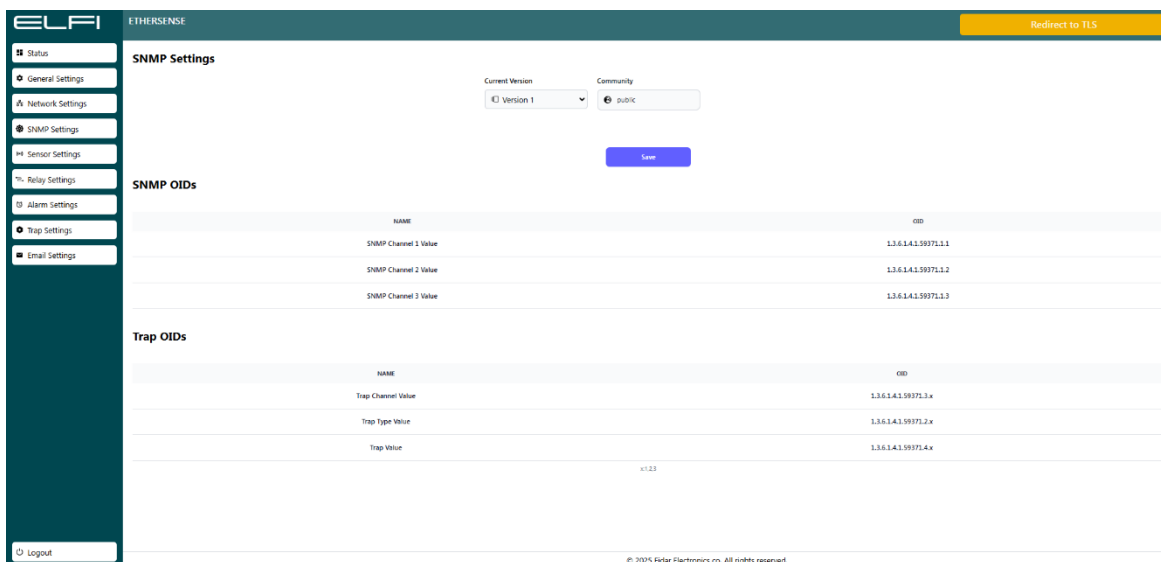 ELFI
ETHERSENSE
Redirect to TLS
Status
General Settings
Network Settings
SNMP Settings
Sensor Settings
Relay Settings
Alarm Settings
Trap Settings
Email Settings
Logout
SNMP Settings
Current Version Community
Version 1 public
Save
SNMP OIDs
NAME OID
SNMP Channel 1 Value 1.3.6.1.4.1.59371.1.1
SNMP Channel 2 Value 1.3.6.1.4.1.59371.1.2
SNMP Channel 3 Value 1.3.6.1.4.1.59371.1.3
Trap OIDs
NAME OID
Trap Channel Value 1.3.6.1.4.1.59371.3.x
Trap Type Value 1.3.6.1.4.1.59371.2.x
Trap Value 1.3.6.1.4.1.59371.4.x
x:1,2,3
© 2025 Fidar Electronics co. All rights reserved.